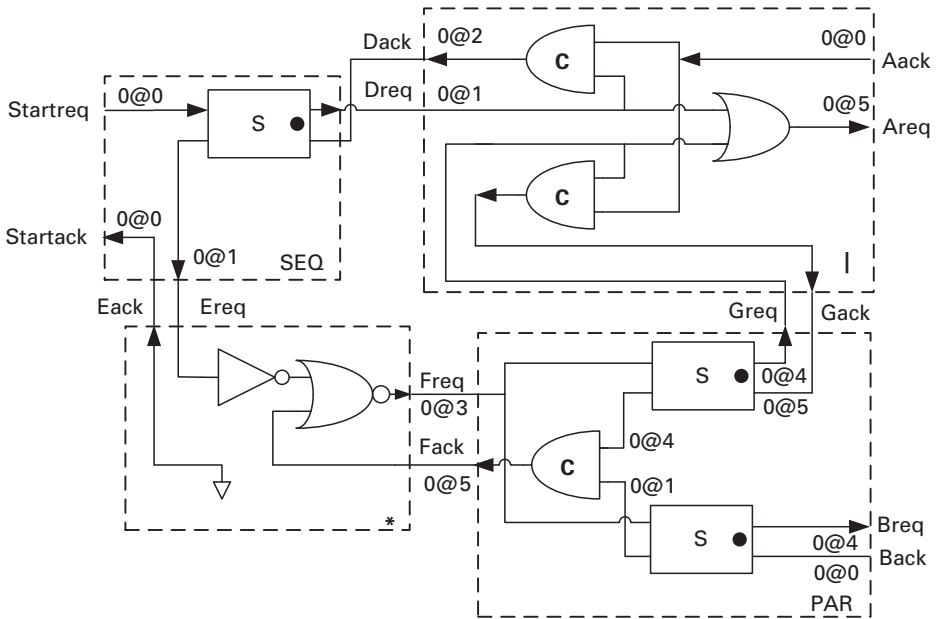 Dack
0@2
0@0
Aack
C
Startreq
0@0
Dreq
0@1
0@5
Areq
S
C
Startack
0@0
0@1
SEQ
|
Eack
Ereq
Greq
Gack
S
0@4
0@5
Freq
0@3
Fack
0@5
C
0@4
0@1
*
S
Breq
0@4
Back
0@0
PAR